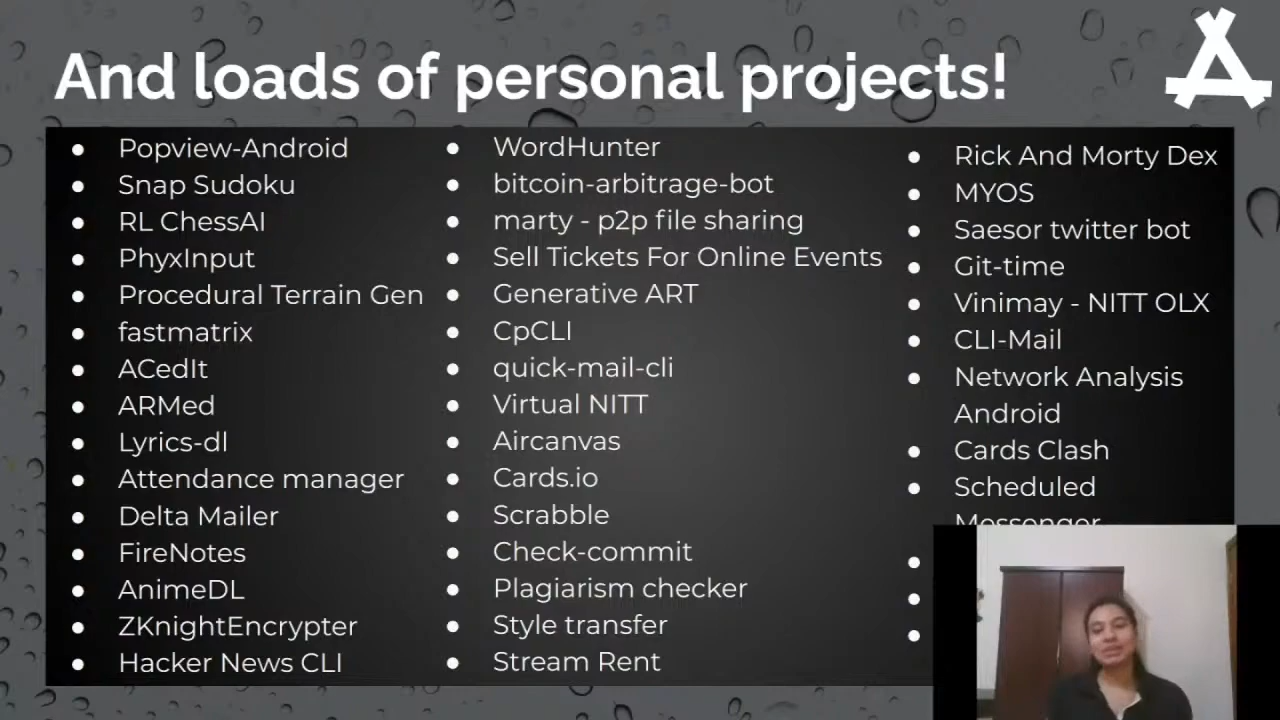 And loads of personal projects!
Popview-Android
Snap Sudoku
RL ChessAI
PhyxInput
Procedural Terrain Gen
fastmatrix
ACedIt
ARMed
Lyrics-dl
Attendance manager
Delta Mailer
FireNotes
AnimeDL
ZKnightEncrypter
Hacker News CLI
WordHunter
bitcoin-arbitrage-bot
marty - p2p file sharing
Sell Tickets For Online Events
Generative ART
CpCLI
quick-mail-cli
Virtual NITT
Aircanvas
Cards.io
Scrabble
Check-commit
Plagiarism checker
Style transfer
Stream Rent
Rick And Morty Dex
MYOS
Saesor twitter bot
Git-time
Vinimay - NITT OLX
CLI-Mail
Network Analysis
Android
Cards Clash
Scheduled
Messenger